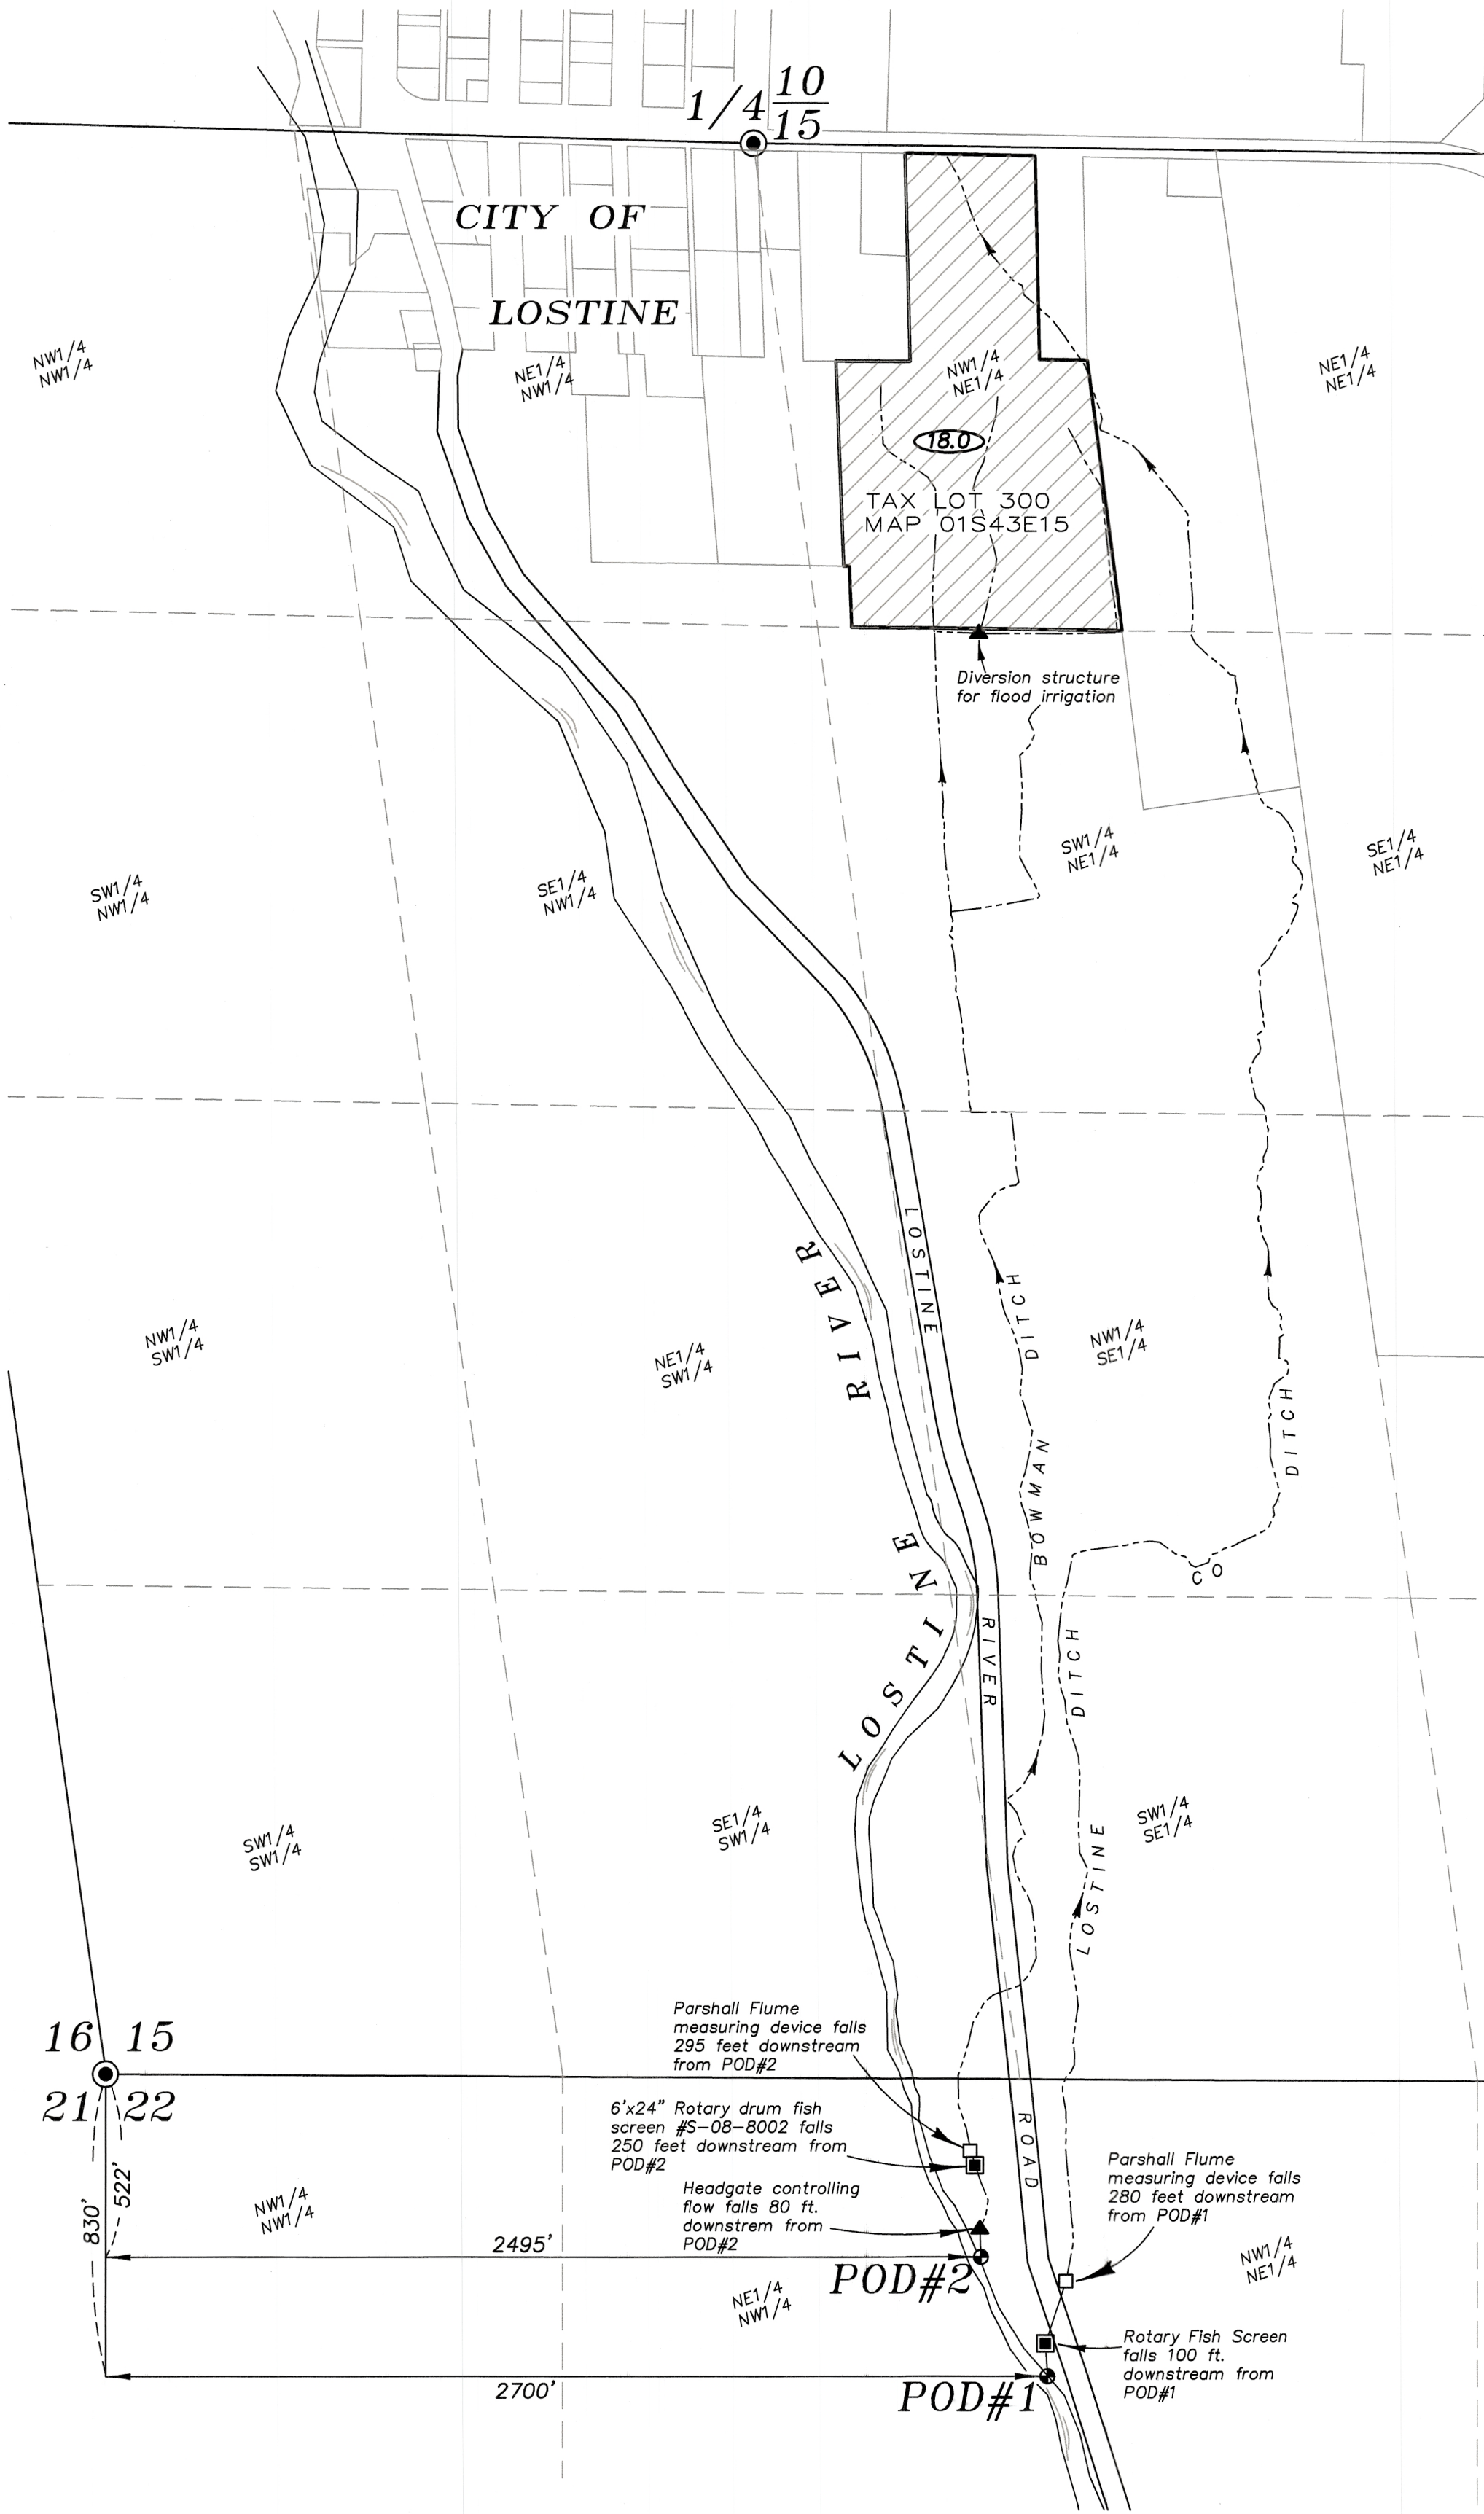 1/4 10
15
CITY OF
LOSTINE
NW1/4
NW1/4
NE1/4
NW1/4
NW1/4
NE1/4
NE1/4
NE1/4
18.0
TAX LOT 300
MAP 01S43E15
Diversion structure
for flood irrigation
SW1/4
NW1/4
SE1/4
NW1/4
SW1/4
NE1/4
SE1/4
NE1/4
LOSTINE RIVER
LOSTINE RIVER ROAD
BOWMAN DITCH
LOSTINE DITCH CO DITCH
NW1/4
SW1/4
NE1/4
SW1/4
NW1/4
SE1/4
SW1/4
SW1/4
SE1/4
SW1/4
SW1/4
SE1/4
16 15
21 22
Parshall Flume
measuring device falls
295 feet downstream
from POD#2
6'x24" Rotary drum fish
screen #S-08-8002 falls
250 feet downstream from
POD#2
Headgate controlling
flow falls 80 ft.
downstrem from
POD#2
Parshall Flume
measuring device falls
280 feet downstream
from POD#1
830'
522'
NW1/4
NW1/4
2495'
POD#2
NE1/4
NW1/4
NW1/4
NE1/4
Rotary Fish Screen
falls 100 ft.
downstream from
POD#1
2700'
POD#1